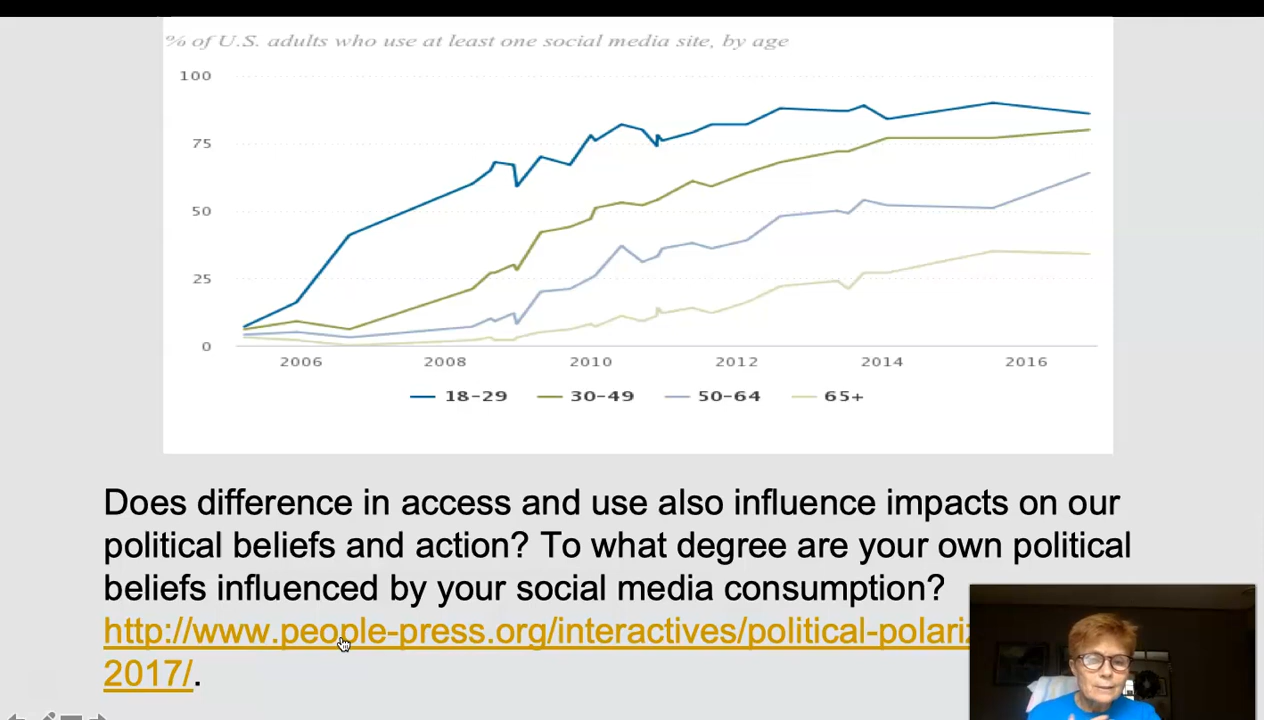 % of U.S. adults who use at least one social media site, by age
100
75
50
25
0
2006 2008 2010 2012 2014 2016
18-29 30-49 50-64 65+
Does difference in access and use also influence impacts on our
political beliefs and action? To what degree are your own political
beliefs influenced by your social media consumption?
http://www.people-press.org/interactives/political-polari
2017/.